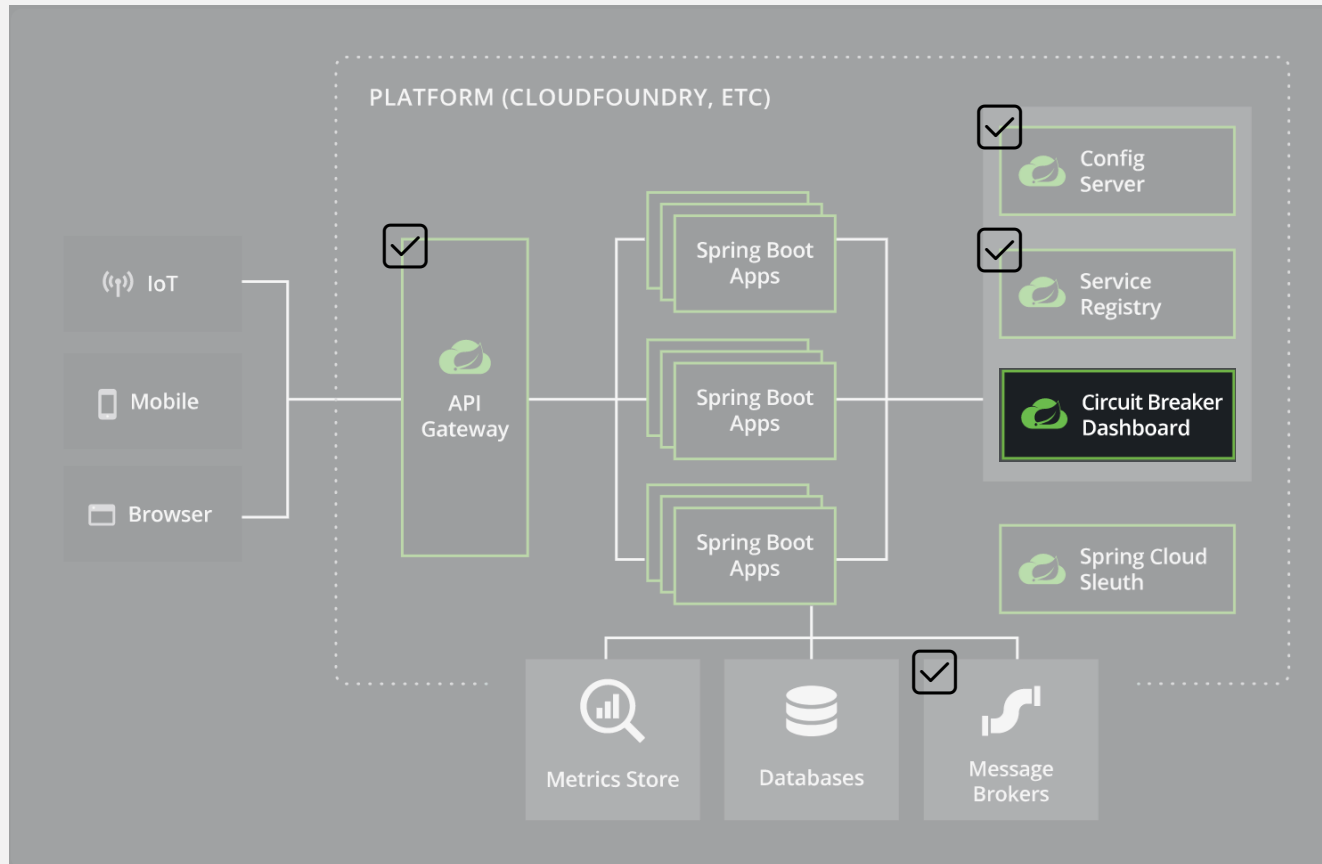 PLATFORM (CLOUDFOUNDRY, ETC)
IoT
Mobile
Browser
API
Gateway
Spring Boot
Apps
Spring Boot
Apps
Spring Boot
Apps
Config
Server
Service
Registry
Circuit Breaker
Dashboard
Spring Cloud
Sleuth
Metrics Store
Databases
Message
Brokers